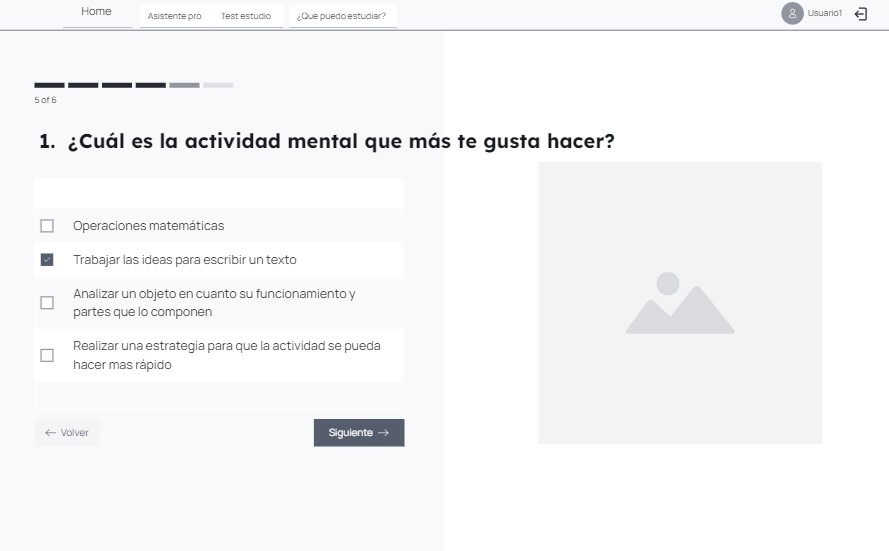 Home
Asistente pro
Test estudio
¿Que puedo estudiar?
Usuario1
5 of 6
1. ¿Cuál es la actividad mental que más te gusta hacer?
Operaciones matemáticas
Trabajar las ideas para escribir un texto
Analizar un objeto en cuanto su funcionamiento y
partes que lo componen
Realizar una estrategia para que la actividad se pueda
hacer mas rápido
Volver
Siguiente